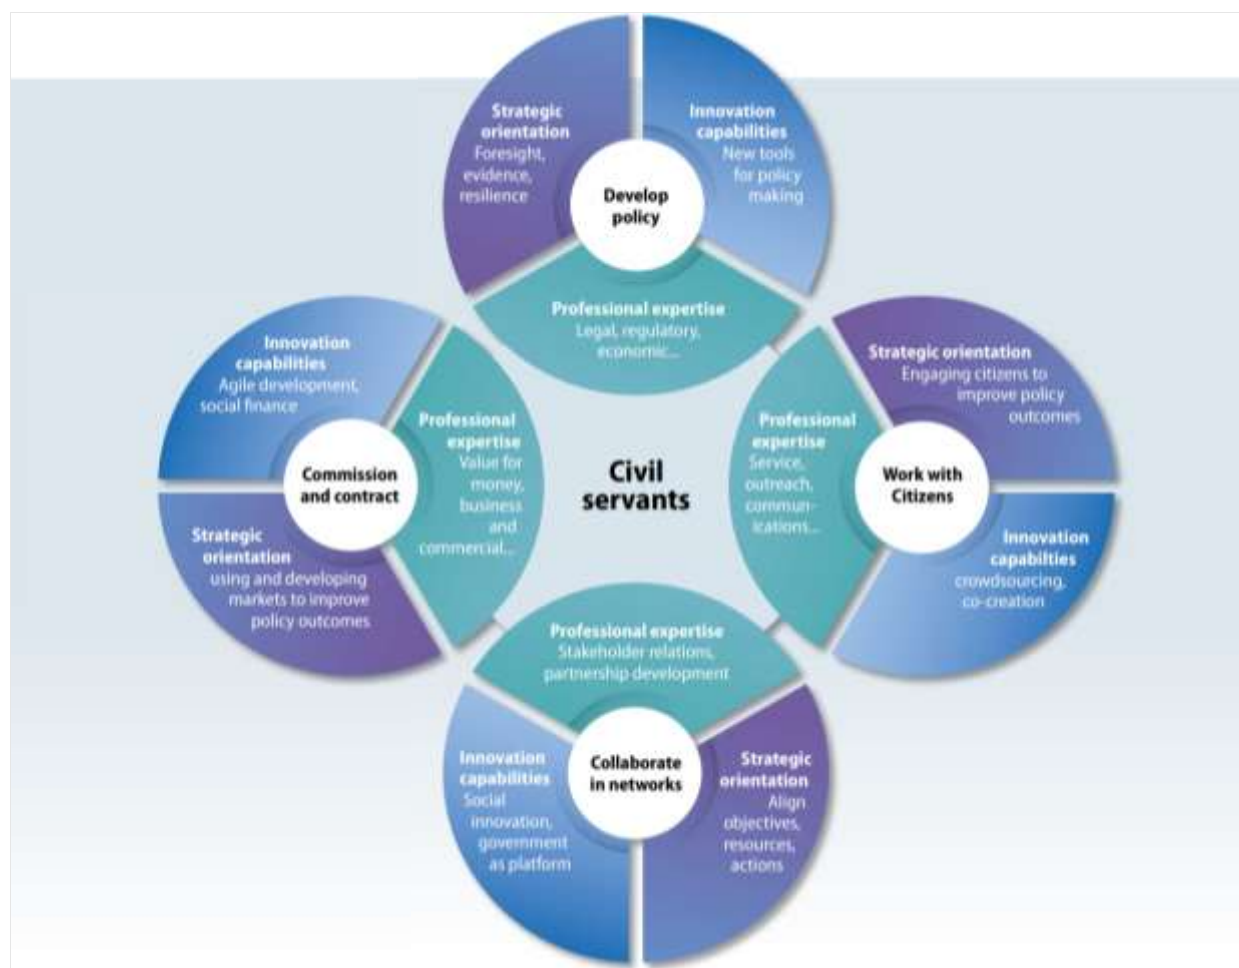 Strategic
orientation
Foresight,
evidence,
resilience
Innovation
capabilities
New tools
for policy
making
Develop
policy
Professional expertise
Legal, regulatory,
economic...
Innovation
capabilities
Agile development,
social finance
Commission
and contract
Strategic
orientation
using and developing
markets to improve
policy outcomes
Professional
expertise
Value for
money,
business
and
commercial...
Civil
servants
Professional
expertise
Service,
outreach,
commun-
ications...
Work with
Citizens
Strategic orientation
Engaging citizens to
improve policy
outcomes
Innovation
capabilties
crowdsourcing,
co-creation
Professional expertise
Stakeholder relations,
partnership development
Collaborate
in networks
Innovation
capabilities
Social
innovation,
government
as platform
Strategic
orientation
Align
objectives,
resources,
actions